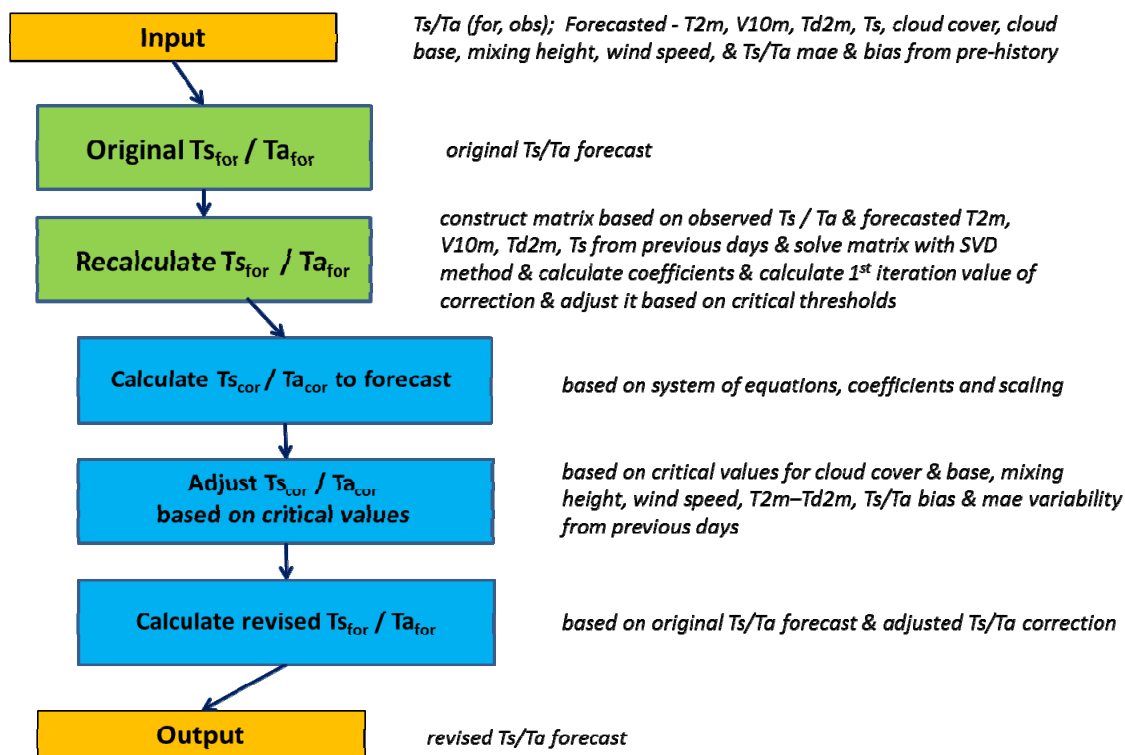 Input
Ts/Ta (for, obs); Forecasted - T2m, V10m, Td2m, Ts, cloud cover, cloud
base, mixing height, wind speed, & Ts/Ta mae & bias from pre-history
Original Tsfor / Tafor
original Ts/Ta forecast
Recalculate Tsfor / Tafor
construct matrix based on observed Ts / Ta & forecasted T2m,
V10m, Td2m, Ts from previous days & solve matrix with SVD
method & calculate coefficients & calculate 1st iteration value of
correction & adjust it based on critical thresholds
Calculate Tscor / Tacor to forecast
based on system of equations, coefficients and scaling
Adjust Tscor / Tacor
based on critical values
based on critical values for cloud cover & base, mixing
height, wind speed, T2m–Td2m, Ts/Ta bias & mae variability
from previous days
Calculate revised Tsfor / Tafor
based on original Ts/Ta forecast & adjusted Ts/Ta correction
Output
revised Ts/Ta forecast